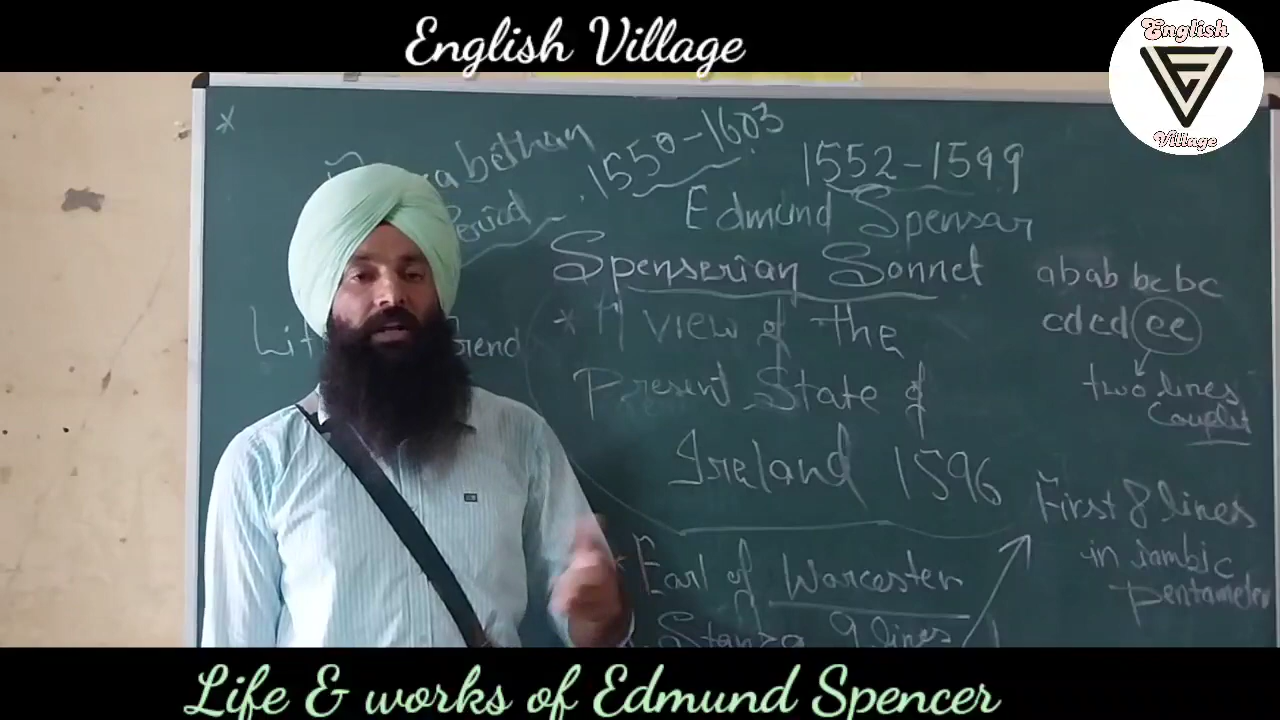 English Village
English
Village
*
1550-1603
1552-1599
Period
Edmund Spensar
Spenserian Sonnet
abab bcbc
cdcd ee
* A view of the
Present State of
Ireland 1596
two lines
Couplet
First 8 lines
in iambic
pentameter
* Earl of Warcester
Stanza 9 lines
Life & works of Edmund Spencer